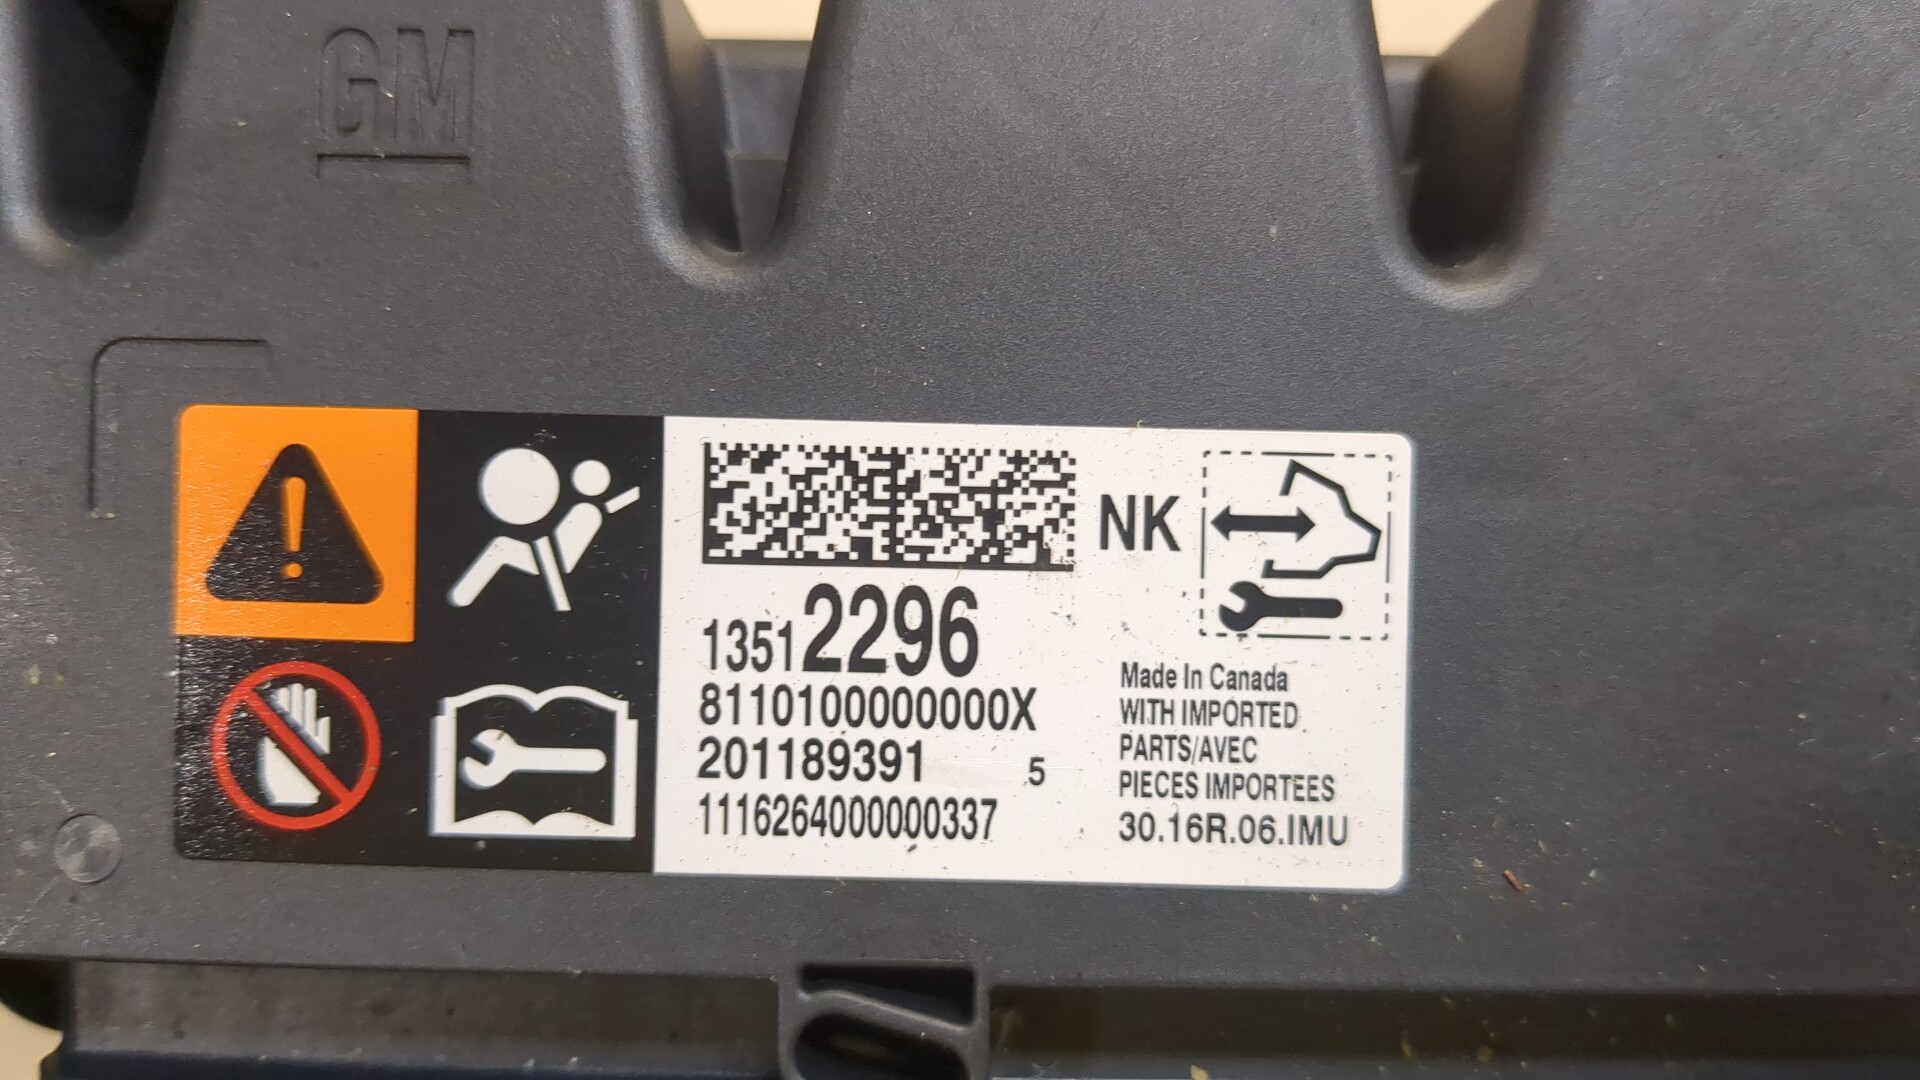 GM
NK
13512296
8110100000000X
201189391 5
1116264000000337
Made In Canada
WITH IMPORTED
PARTS/AVEC
PIECES IMPORTEES
30.16R.06.IMU